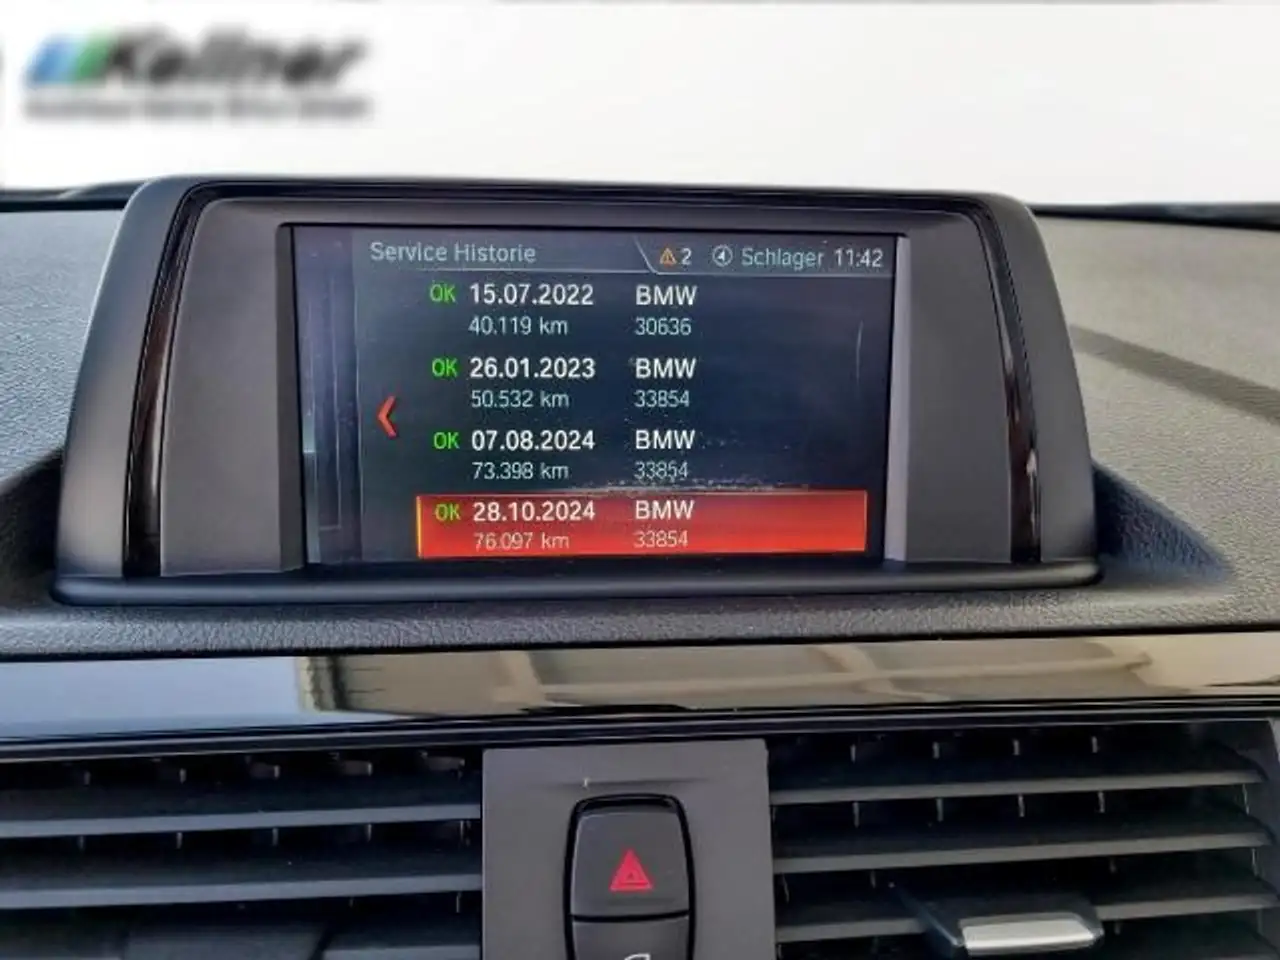 Kellner
Service Historie 2 Schlager 11:42
OK 15.07.2022 BMW
40.119 km 30636
OK 26.01.2023 BMW
50.532 km 33854
OK 07.08.2024 BMW
73.398 km 33854
OK 28.10.2024 BMW
76.097 km 33854